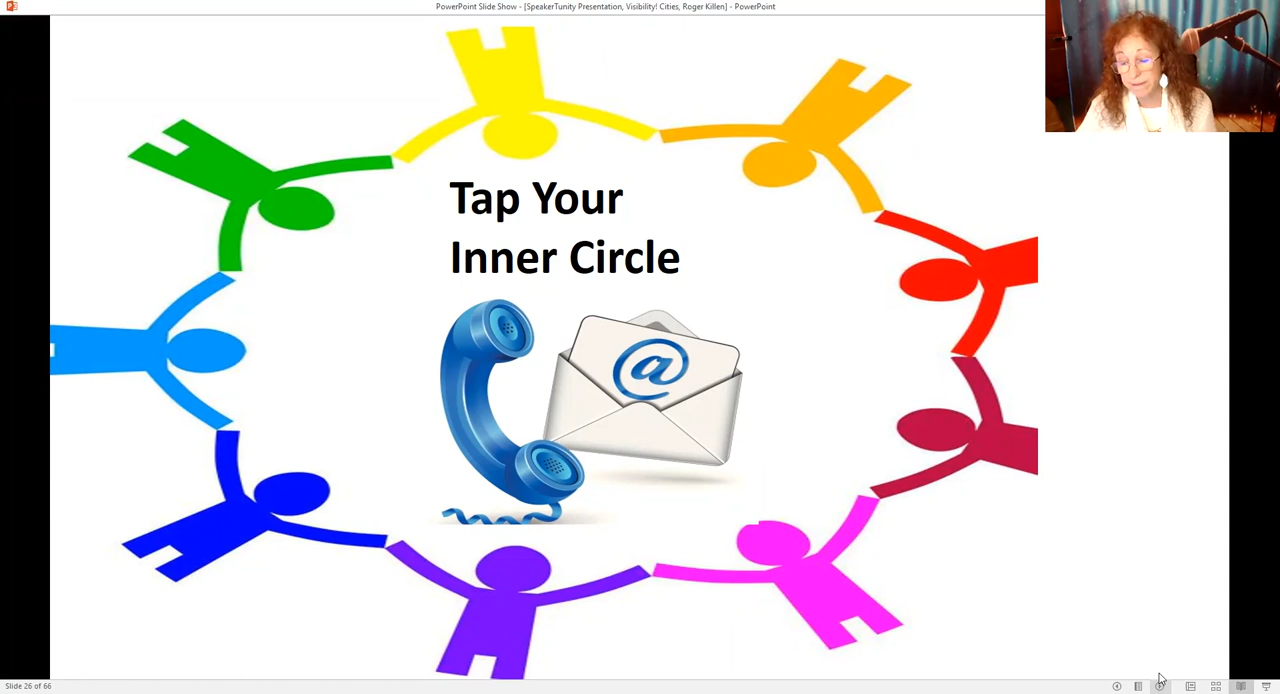 PowerPoint Slide Show - [SpeakerTunity Presentation, Visibility! Cities, Roger Killen] - PowerPoint
Tap Your
Inner Circle
@
Slide 26 of 66